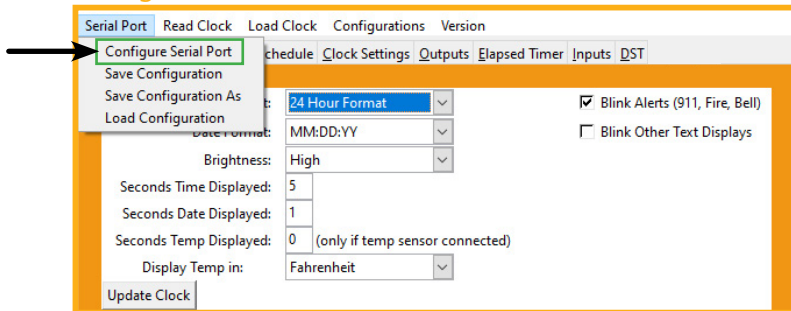 Serial Port Read Clock Load Clock Configurations Version
Configure Serial Port
Save Configuration
Save Configuration As
Load Configuration
Clock Settings Outputs Elapsed Timer Inputs DST
24 Hour Format
Blink Alerts (911, Fire, Bell)
MM:DD:YY
Blink Other Text Displays
Brightness: High
Seconds Time Displayed: 5
Seconds Date Displayed: 1
Seconds Temp Displayed: 0 (only if temp sensor connected)
Display Temp in: Fahrenheit
Update Clock